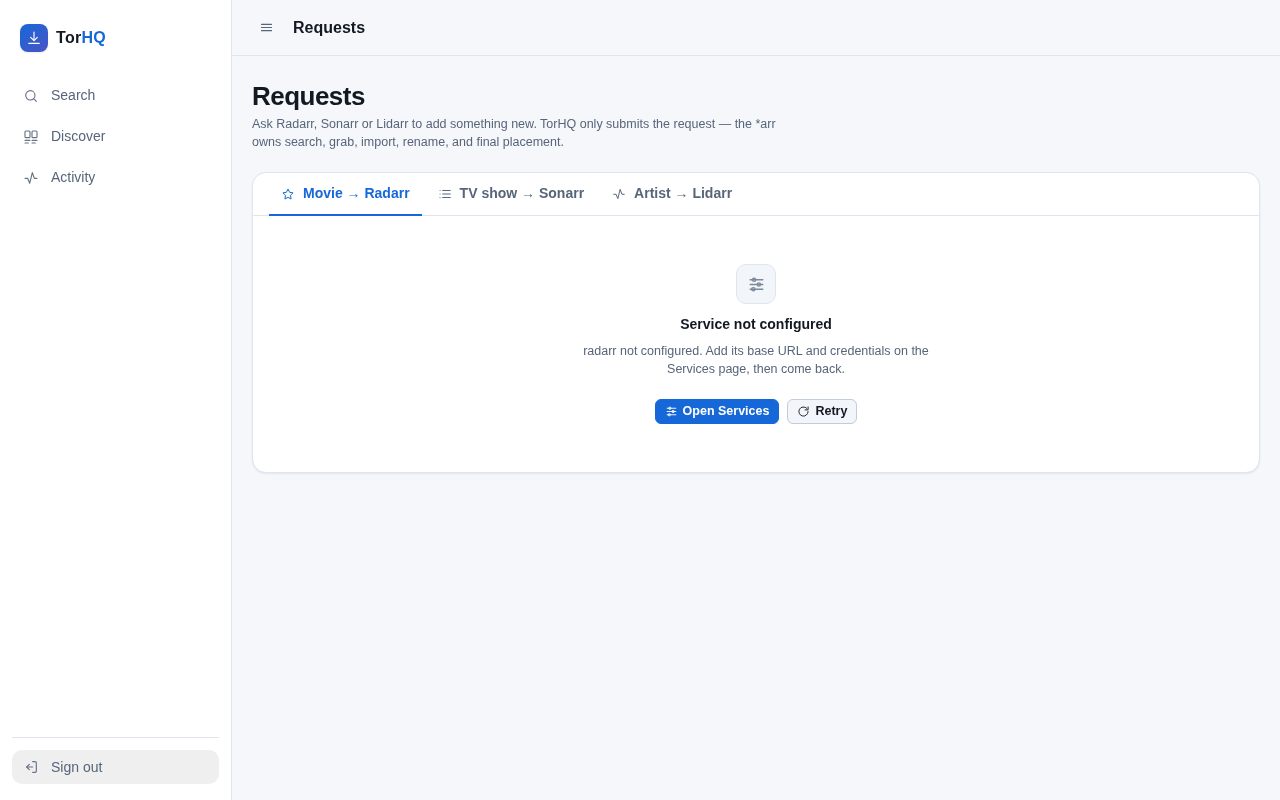 TorHQ
Search
Discover
Activity
Sign out
Requests
Requests
Ask Radarr, Sonarr or Lidarr to add something new. TorHQ only submits the request — the *arr
owns search, grab, import, rename, and final placement.
Movie → Radarr
TV show → Sonarr
Artist → Lidarr
Service not configured
radarr not configured. Add its base URL and credentials on the
Services page, then come back.
Open Services
Retry